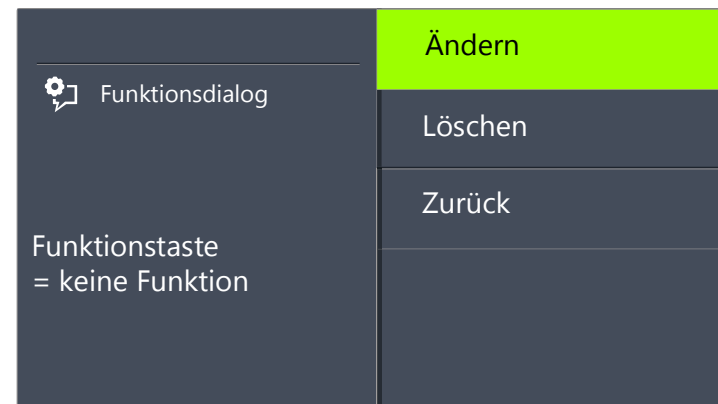 Funktionsdialog
Funktionstaste
= keine Funktion
Ändern
Löschen
Zurück